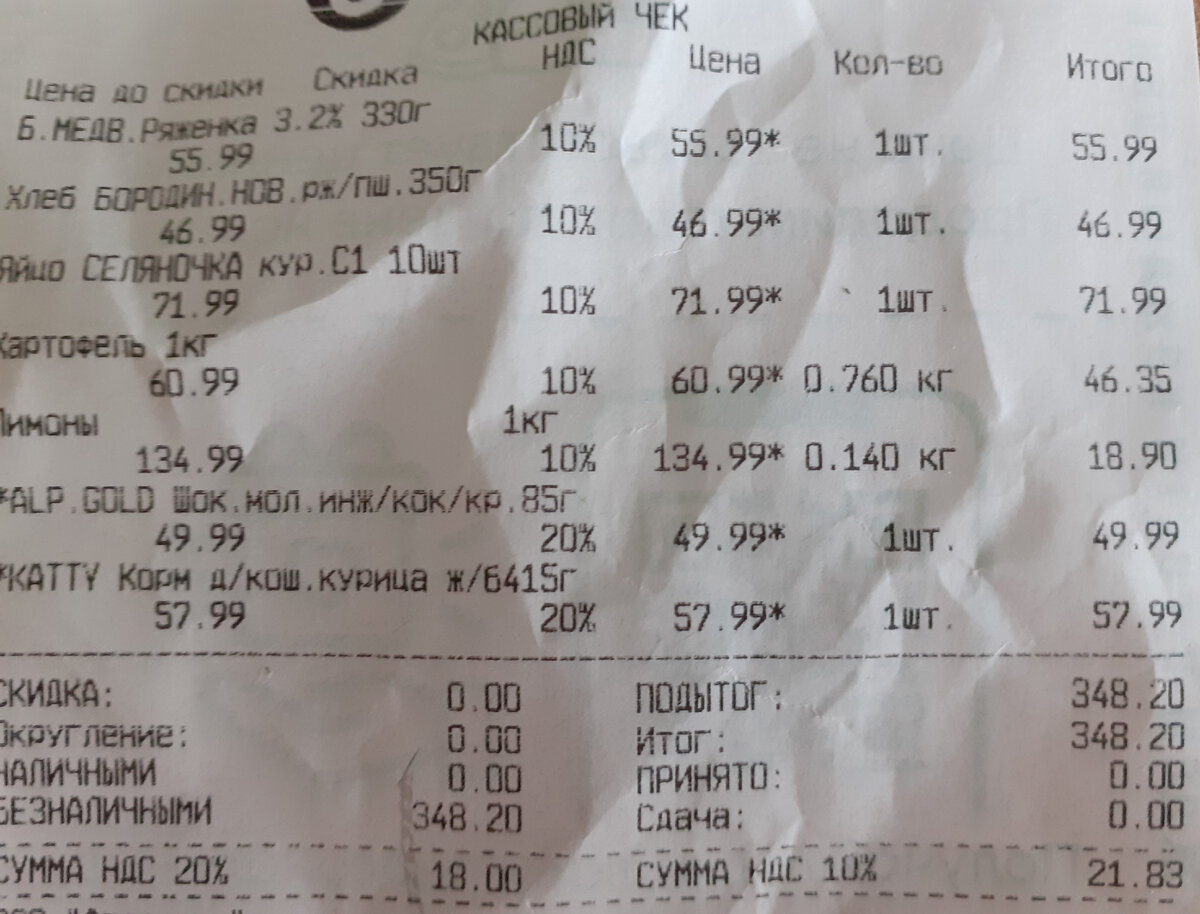 КАССОВЫЙ ЧЕК
Цена до скидки Скидка НДС Цена Кол-во Итого
Б.МЕДВ.Ряженка 3.2% 330г
55.99 10% 55.99* 1шт. 55.99
Хлеб БОРОДИН.НОВ.рж/пш.350г
46.99 10% 46.99* 1шт. 46.99
Яйцо СЕЛЯНОЧКА кур.С1 10шт
71.99 10% 71.99* 1шт. 71.99
Картофель 1кг
60.99 10% 60.99* 0.760 кг 46.35
Лимоны 1кг
134.99 10% 134.99* 0.140 кг 18.90
*ALP.GOLD Шок.мол.инж/кок/кр.85г
49.99 20% 49.99* 1шт. 49.99
*KATTY Корм д/кош.курица ж/б415г
57.99 20% 57.99* 1шт. 57.99
СКИДКА: 0.00 ПОДЫТОГ: 348.20
Округление: 0.00 Итог: 348.20
НАЛИЧНЫМИ 0.00 ПРИНЯТО: 0.00
БЕЗНАЛИЧНЫМИ 348.20 Сдача: 0.00
СУММА НДС 20% 18.00 СУММА НДС 10% 21.83